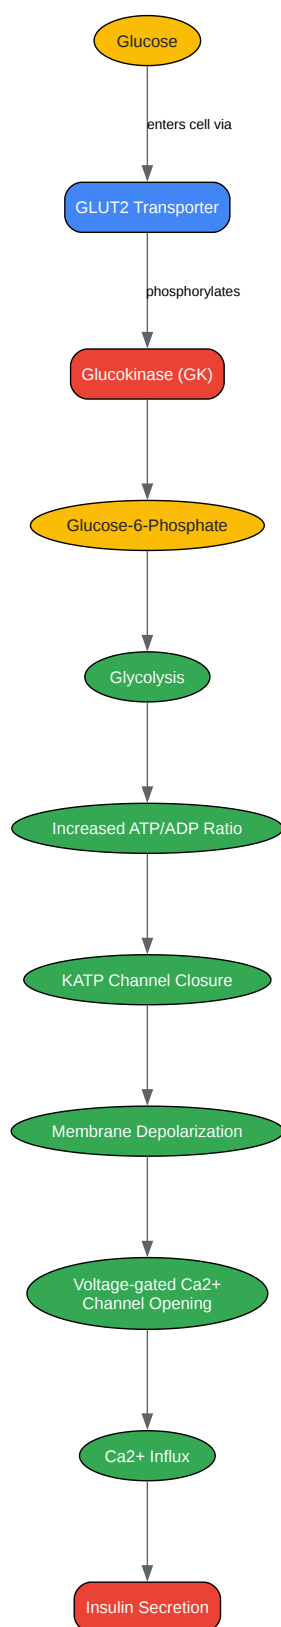 Glucose
enters cell via
GLUT2 Transporter
phosphorylates
Glucokinase (GK)
Glucose-6-Phosphate
Glycolysis
Increased ATP/ADP Ratio
KATP Channel Closure
Membrane Depolarization
Voltage-gated Ca2+
Channel Opening
Ca2+ Influx
Insulin Secretion